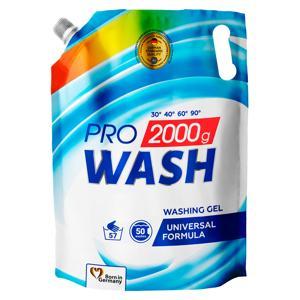 30° 40° 60° 90°
PRO 2000g
WASH
WASHING GEL
UNIVERSAL
FORMULA
57
50
Born in
Germany